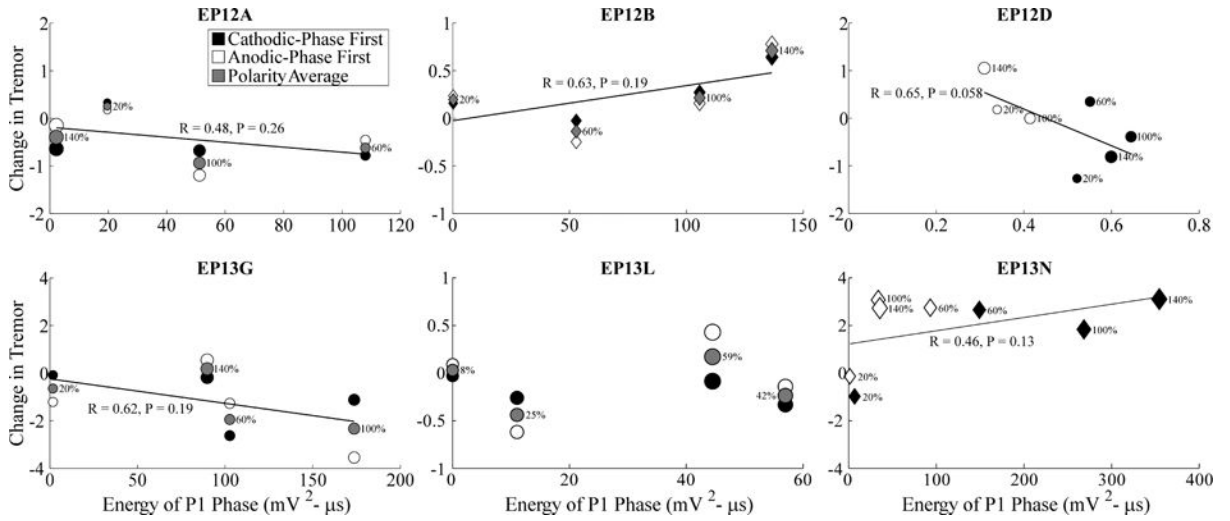 EP12A
EP12B
EP12D
Change in Tremor
2
1
0
-1
-2
Cathodic-Phase First
Anodic-Phase First
Polarity Average
140%
20%
100%
60%
R = 0.48, P = 0.26
0 20 40 60 80 100 120
1
0.5
0
-0.5
-1
20%
60%
100%
140%
R = 0.63, P = 0.19
0 50 100 150
2
1
0
-1
-2
140%
20%
100%
60%
100%
140%
20%
R = 0.65, P = 0.058
0 0.2 0.4 0.6 0.8
EP13G
EP13L
EP13N
Change in Tremor
4
2
0
-2
-4
20%
140%
60%
100%
R = 0.62, P = 0.19
0 50 100 150 200
Energy of P1 Phase (mV 2- μs)
1
0.5
0
-0.5
-1
8%
25%
59%
42%
0 20 40 60
Energy of P1 Phase (mV 2- μs)
4
2
0
-2
-4
100%
140%
60%
60%
140%
100%
20%
20%
R = 0.46, P = 0.13
0 100 200 300 400
Energy of P1 Phase (mV 2- μs)